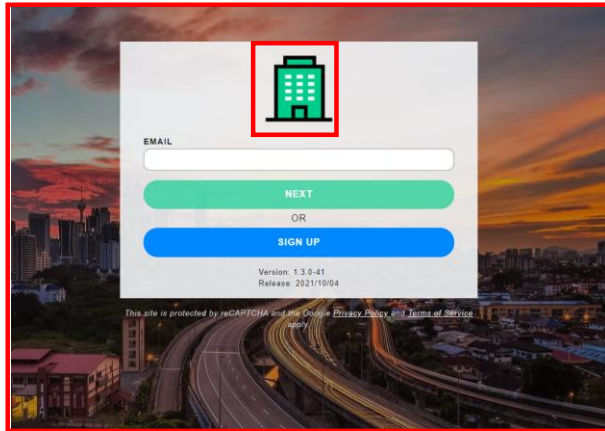 EMAIL
NEXT
OR
SIGN UP
Version: 1.3.0-41
Release: 2021/10/04
This site is protected by reCAPTCHA and the Google Privacy Policy and Terms of Service
apply.